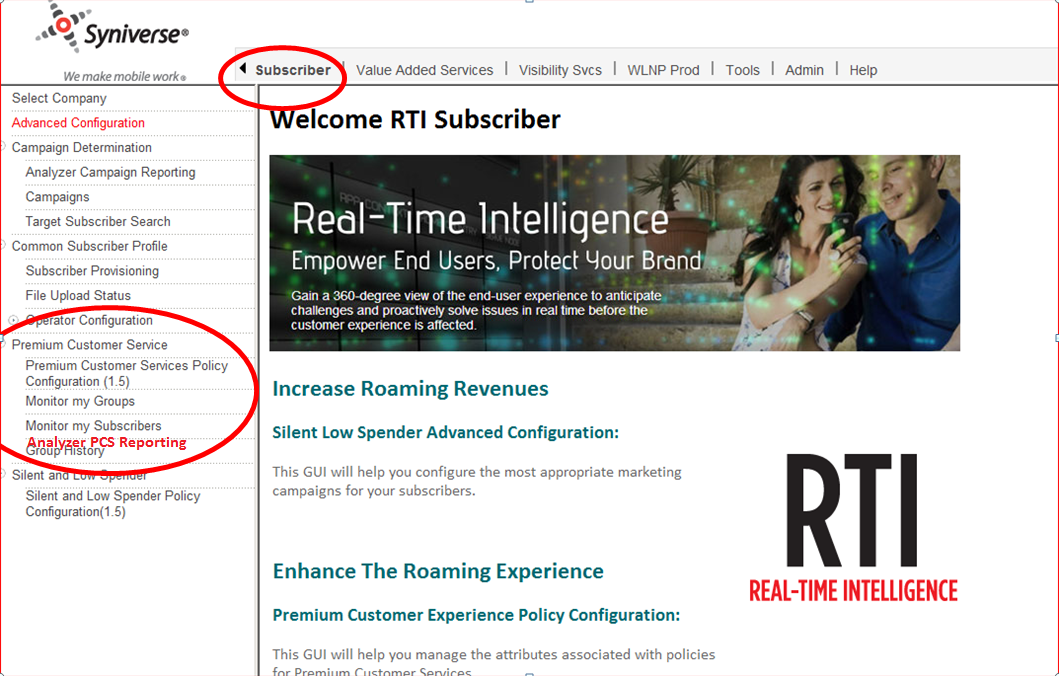 Syniverse®
We make mobile work®
Subscriber | Value Added Services | Visibility Svcs | WLNP Prod | Tools | Admin | Help
Select Company
Advanced Configuration
Campaign Determination
Analyzer Campaign Reporting
Campaigns
Target Subscriber Search
Common Subscriber Profile
Subscriber Provisioning
File Upload Status
Operator Configuration
Premium Customer Service
Premium Customer Services Policy
Configuration (1.5)
Monitor my Groups
Monitor my Subscribers
Analyzer PCS Reporting
Group History
Silent and Low Spender
Silent and Low Spender Policy
Configuration(1.5)
Welcome RTI Subscriber
Real-Time Intelligence
Empower End Users, Protect Your Brand
Gain a 360-degree view of the end-user experience to anticipate
challenges and proactively solve issues in real time before the
customer experience is affected.
Increase Roaming Revenues
Silent Low Spender Advanced Configuration:
This GUI will help you configure the most appropriate marketing
campaigns for your subscribers.
RTI
REAL-TIME INTELLIGENCE
Enhance The Roaming Experience
Premium Customer Experience Policy Configuration:
This GUI will help you manage the attributes associated with policies
for Premium Customer Services